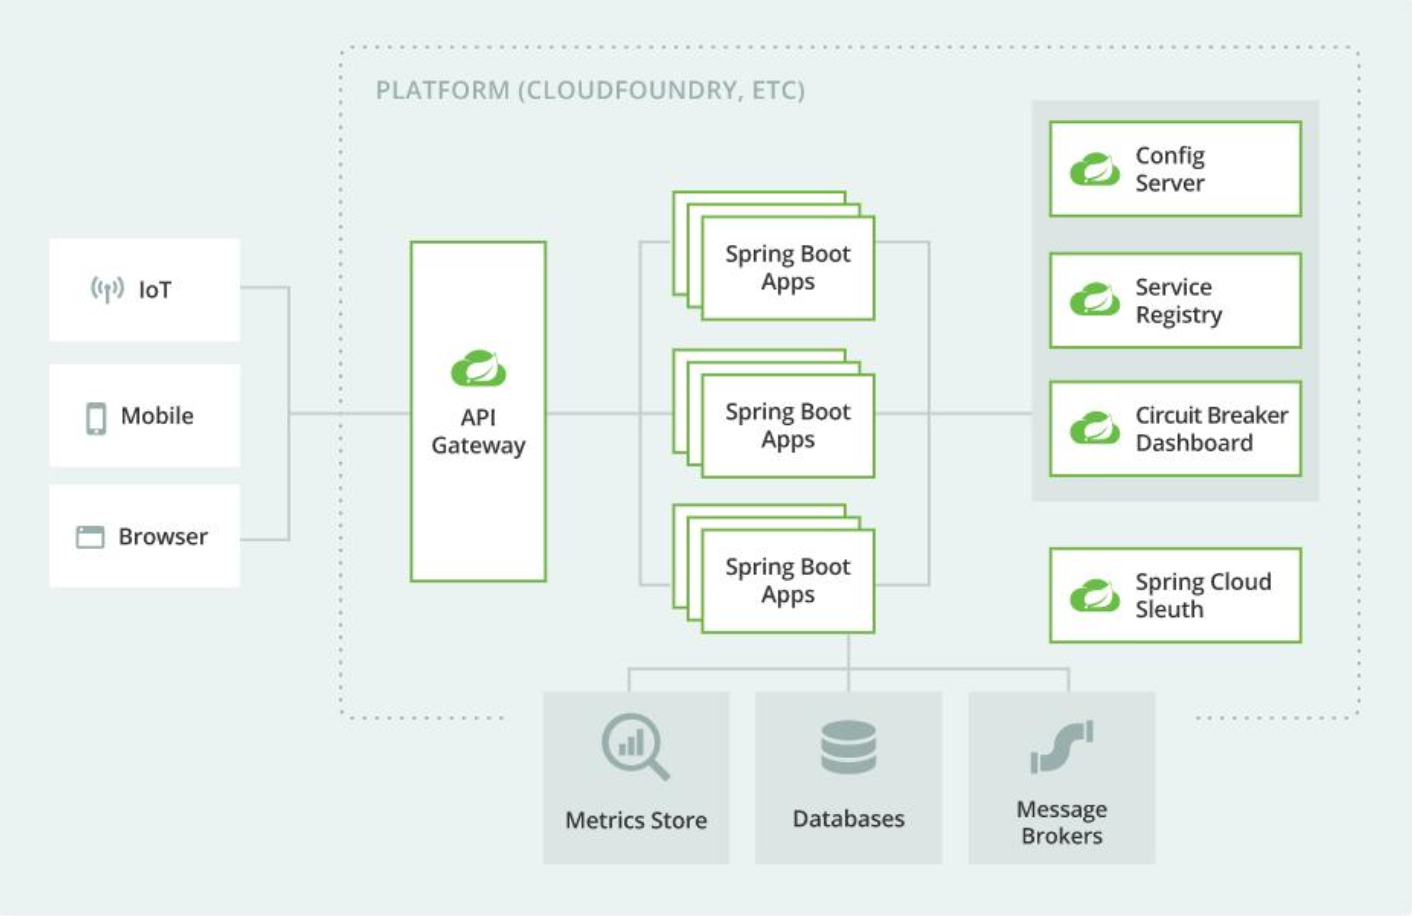 PLATFORM (CLOUDFOUNDRY, ETC)
IoT
Mobile
Browser
API
Gateway
Spring Boot
Apps
Spring Boot
Apps
Spring Boot
Apps
Config
Server
Service
Registry
Circuit Breaker
Dashboard
Spring Cloud
Sleuth
Metrics Store
Databases
Message
Brokers